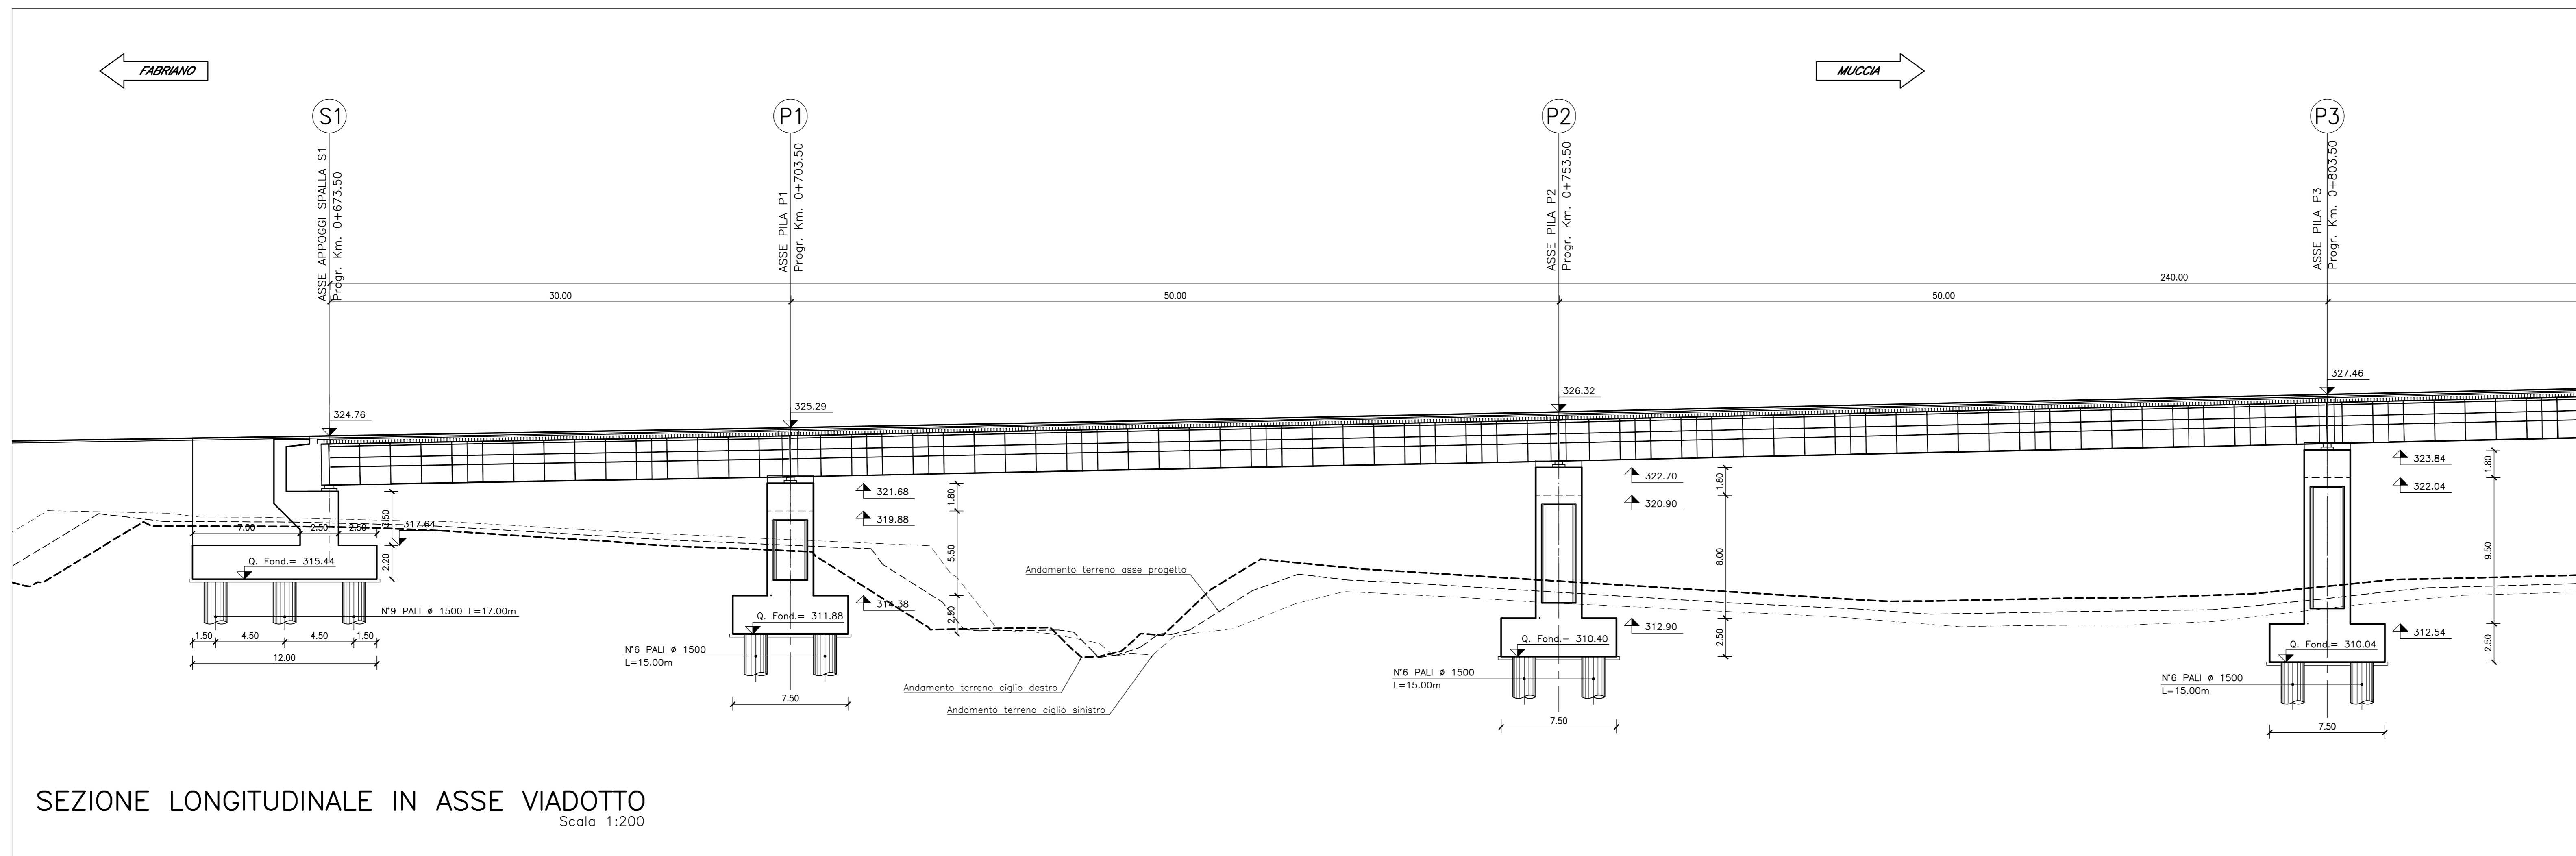 FABRIANO
MUCCIA
S1
P1
P2
P3
ASSE APPOGGI SPALLA S1
Progr. Km. 0+673.50
ASSE PILA P1
Progr. Km. 0+703.50
ASSE PILA P2
Progr. Km. 0+753.50
ASSE PILA P3
Progr. Km. 0+803.50
240.00
30.00
50.00
50.00
324.76
325.29
326.32
327.46
321.68
319.88
314.38
1.80
5.50
2.50
322.70
320.90
312.90
1.80
8.00
2.50
323.84
322.04
312.54
1.80
9.50
2.50
7.00
2.50
2.50
3.50
317.64
2.20
Q. Fond.= 315.44
N°9 PALI ø 1500 L=17.00m
1.50
4.50
4.50
1.50
12.00
Q. Fond.= 311.88
N°6 PALI ø 1500
L=15.00m
7.50
Andamento terreno asse progetto
Andamento terreno ciglio destro
Andamento terreno ciglio sinistro
Q. Fond.= 310.40
N°6 PALI ø 1500
L=15.00m
7.50
Q. Fond.= 310.04
N°6 PALI ø 1500
L=15.00m
7.50
SEZIONE LONGITUDINALE IN ASSE VIADOTTO
Scala 1:200